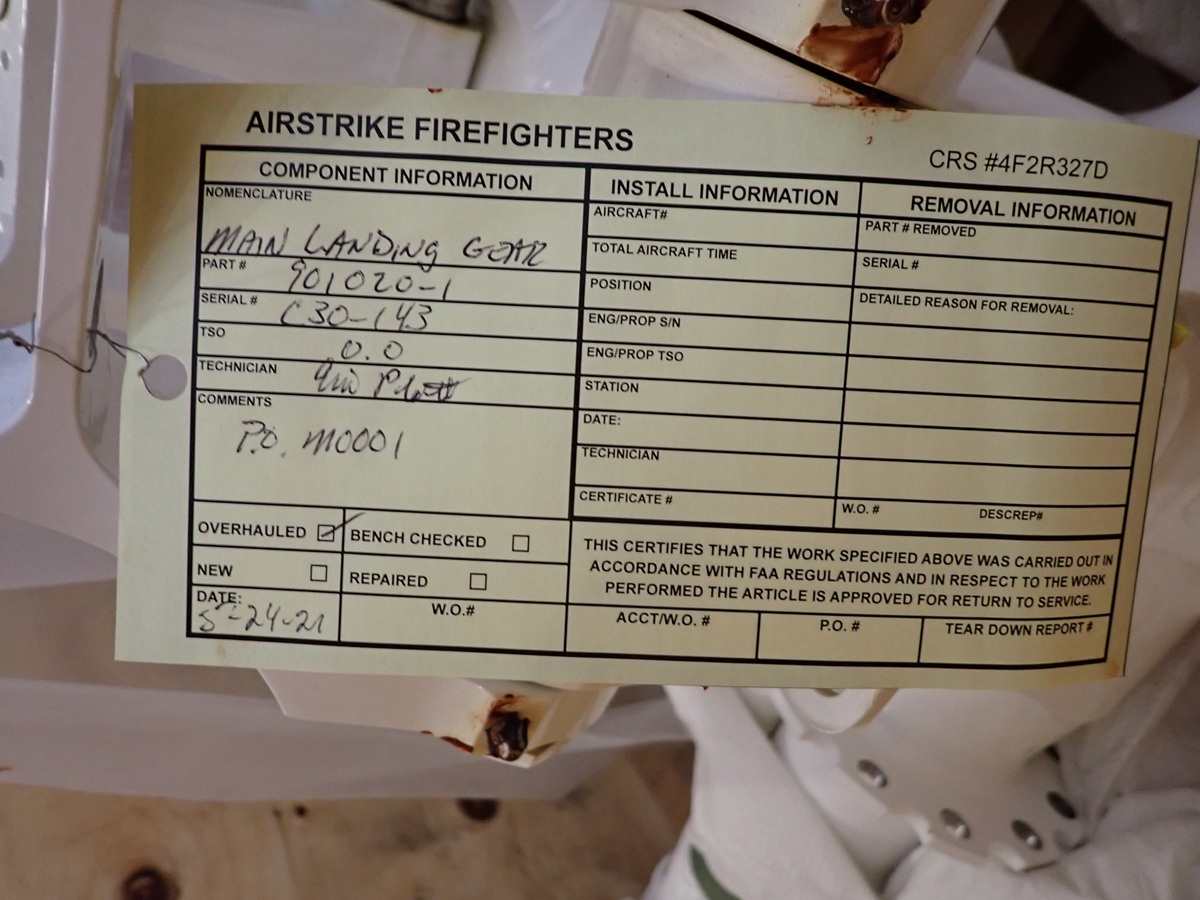 AIRSTRIKE FIREFIGHTERS
CRS #4F2R327D
COMPONENT INFORMATION
NOMENCLATURE
MAIN LANDING GEAR
PART # 901020-1
SERIAL # C30-143
TSO 0.0
TECHNICIAN
COMMENTS
P.O. M0001
OVERHAULED
BENCH CHECKED
NEW
REPAIRED
DATE:
5-24-21
W.O.#
INSTALL INFORMATION
AIRCRAFT#
TOTAL AIRCRAFT TIME
POSITION
ENG/PROP S/N
ENG/PROP TSO
STATION
DATE:
TECHNICIAN
CERTIFICATE #
REMOVAL INFORMATION
PART # REMOVED
SERIAL #
DETAILED REASON FOR REMOVAL:
W.O. # DESCREP#
THIS CERTIFIES THAT THE WORK SPECIFIED ABOVE WAS CARRIED OUT IN
ACCORDANCE WITH FAA REGULATIONS AND IN RESPECT TO THE WORK
PERFORMED THE ARTICLE IS APPROVED FOR RETURN TO SERVICE.
ACCT/W.O. #
P.O. #
TEAR DOWN REPORT #